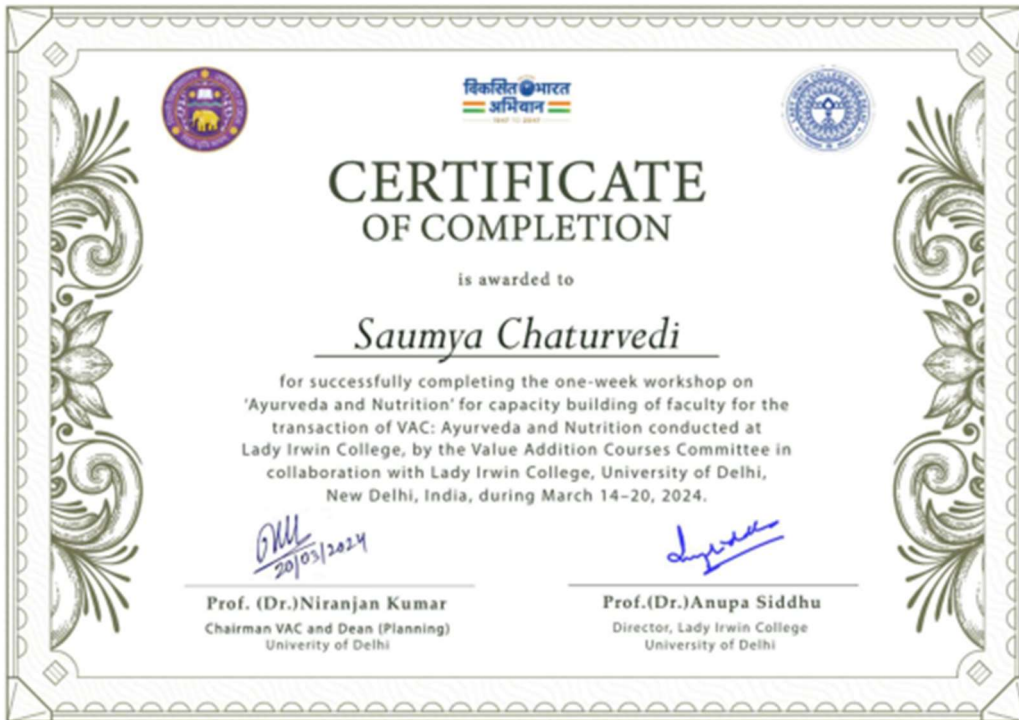 विकसित भारत
अभियान
1947 TO 2047
CERTIFICATE
OF COMPLETION
is awarded to
Saumya Chaturvedi
for successfully completing the one-week workshop on
'Ayurveda and Nutrition' for capacity building of faculty for the
transaction of VAC: Ayurveda and Nutrition conducted at
Lady Irwin College, by the Value Addition Courses Committee in
collaboration with Lady Irwin College, University of Delhi,
New Delhi, India, during March 14–20, 2024.
20/03/2024
Prof. (Dr.)Niranjan Kumar
Chairman VAC and Dean (Planning)
Univerity of Delhi
Prof.(Dr.)Anupa Siddhu
Director, Lady Irwin College
University of Delhi